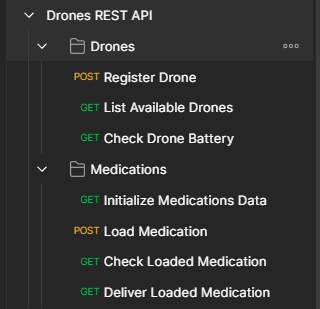 Drones REST API
Drones
POST Register Drone
GET List Available Drones
GET Check Drone Battery
Medications
GET Initialize Medications Data
POST Load Medication
GET Check Loaded Medication
GET Deliver Loaded Medication